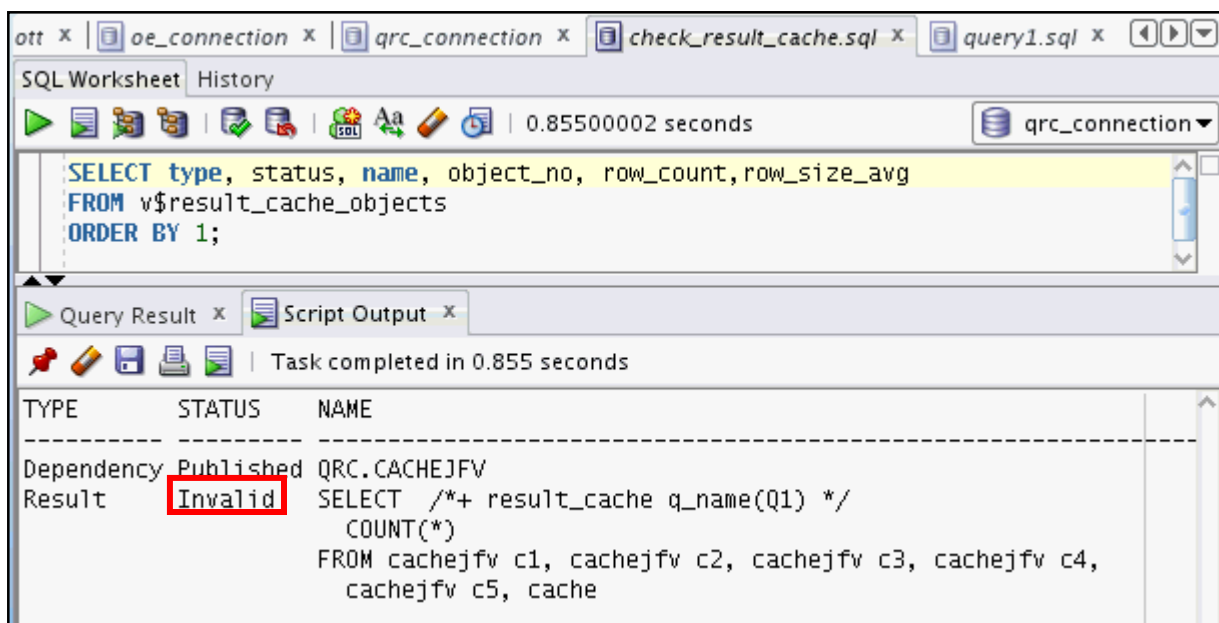 ott x oe_connection x qrc_connection x check_result_cache.sql x query1.sql x
SQL Worksheet History
SQL Aa 0.85500002 seconds qrc_connection
SELECT type, status, name, object_no, row_count,row_size_avg
FROM v$result_cache_objects
ORDER BY 1;
Query Result x Script Output x
Task completed in 0.855 seconds
TYPE STATUS NAME
---------- --------- --------------------------------------------------------------
Dependency Published QRC.CACHEJFV
Result Invalid SELECT /*+ result_cache q_name(Q1) */
COUNT(*)
FROM cachejfv c1, cachejfv c2, cachejfv c3, cachejfv c4,
cachejfv c5, cache